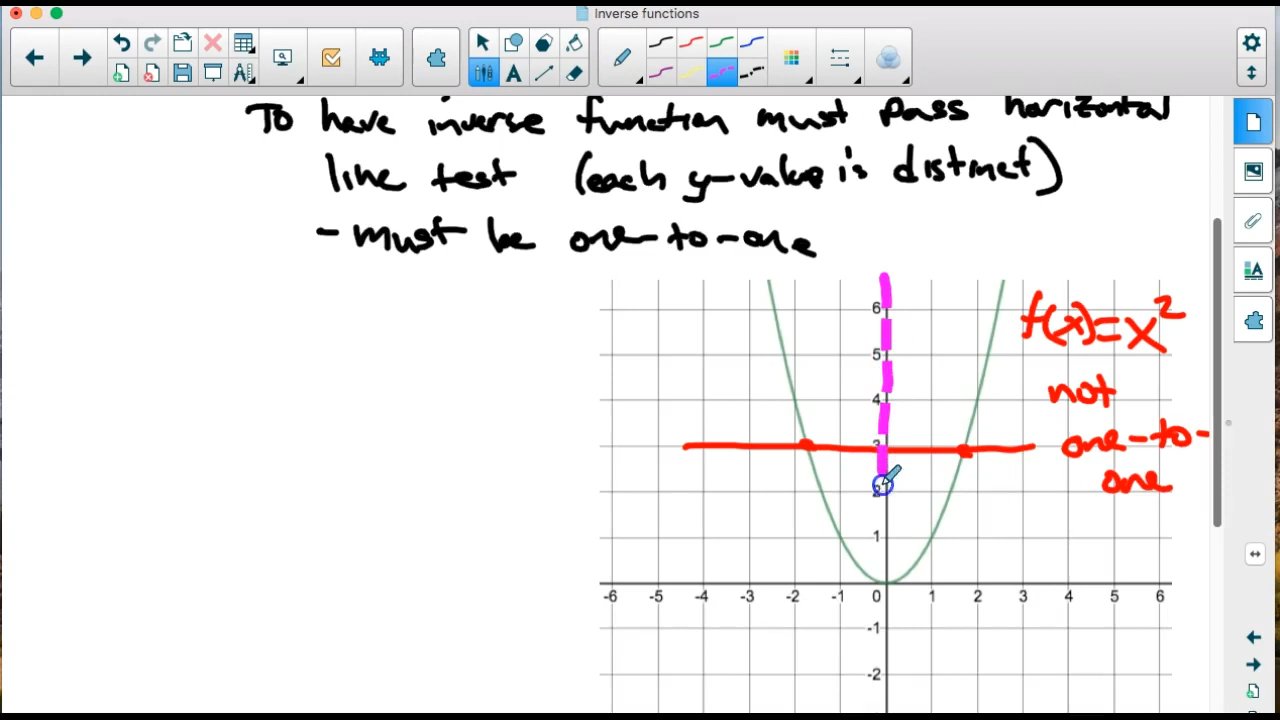 Inverse functions
To have inverse function must pass horizontal
line test (each y-value is distinct)
- must be one-to-one
f(x)=x²
not
one-to-
one
6
5
4
3
2
1
-6 -5 -4 -3 -2 -1 0 1 2 3 4 5 6
-1
-2